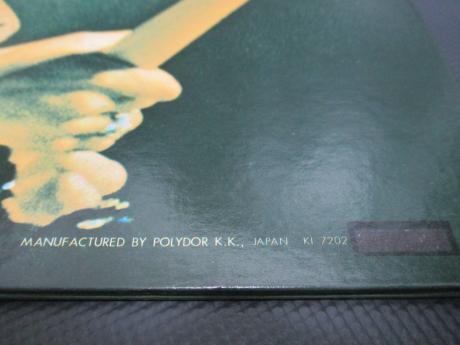 MANUFACTURED BY POLYDOR K.K., JAPAN KI 7202